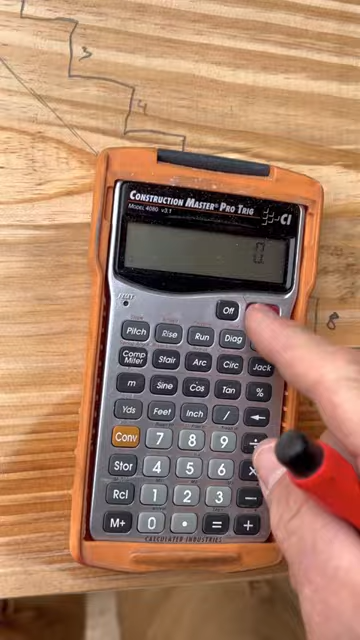 3
4
8
CONSTRUCTION MASTER® PRO TRIG
MODEL 4080 v3.1
CI
0.
Off
Pitch Rise Run Diag
Comp Miter Stair Arc Circ Jack
m Sine Cos Tan %
Yds Feet Inch / ←
Conv 7 8 9 ÷
Stor 4 5 6 ×
Rcl 1 2 3 −
M+ 0 • = +
CALCULATED INDUSTRIES